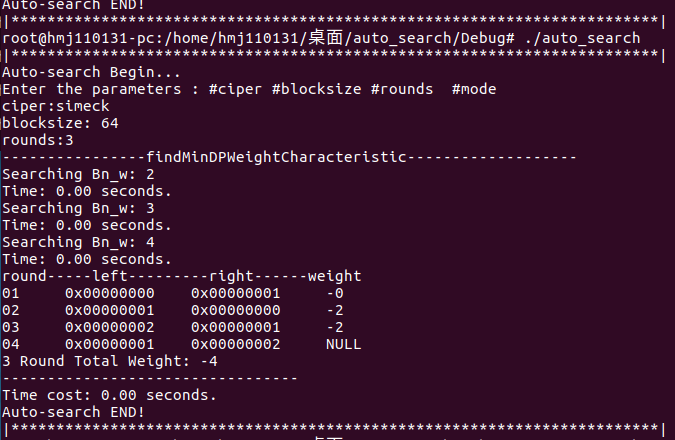 Auto-search END!
|************************************************************************|
root@hmj110131-pc:/home/hmj110131/桌面/auto_search/Debug# ./auto_search
|************************************************************************|
Auto-search Begin...
Enter the parameters : #ciper #blocksize #rounds  #mode
ciper:simeck
blocksize: 64
rounds:3
|----------------findMinDPWeightCharacteristic-------------------
Searching Bn_w: 2
Time: 0.00 seconds.
Searching Bn_w: 3
Time: 0.00 seconds.
Searching Bn_w: 4
Time: 0.00 seconds.
round-----left---------right------weight
01     0x00000000    0x00000001     -0
02     0x00000001    0x00000000     -2
03     0x00000002    0x00000001     -2
04     0x00000001    0x00000002     NULL
3 Round Total Weight: -4
---------------------------------
Time cost: 0.00 seconds.
Auto-search END!
|************************************************************************|